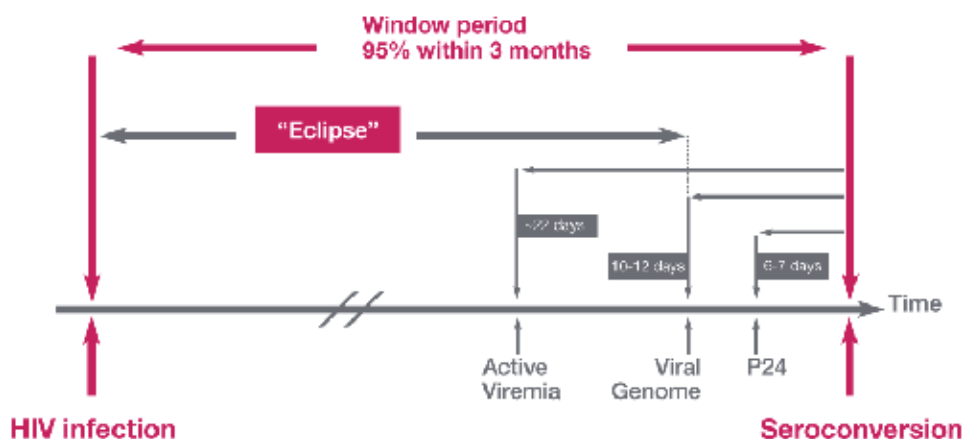 Window period
95% within 3 months
“Eclipse”
<22 days
10-12 days
6-7 days
Time
Active
Viremia
Viral
Genome
P24
HIV infection
Seroconversion